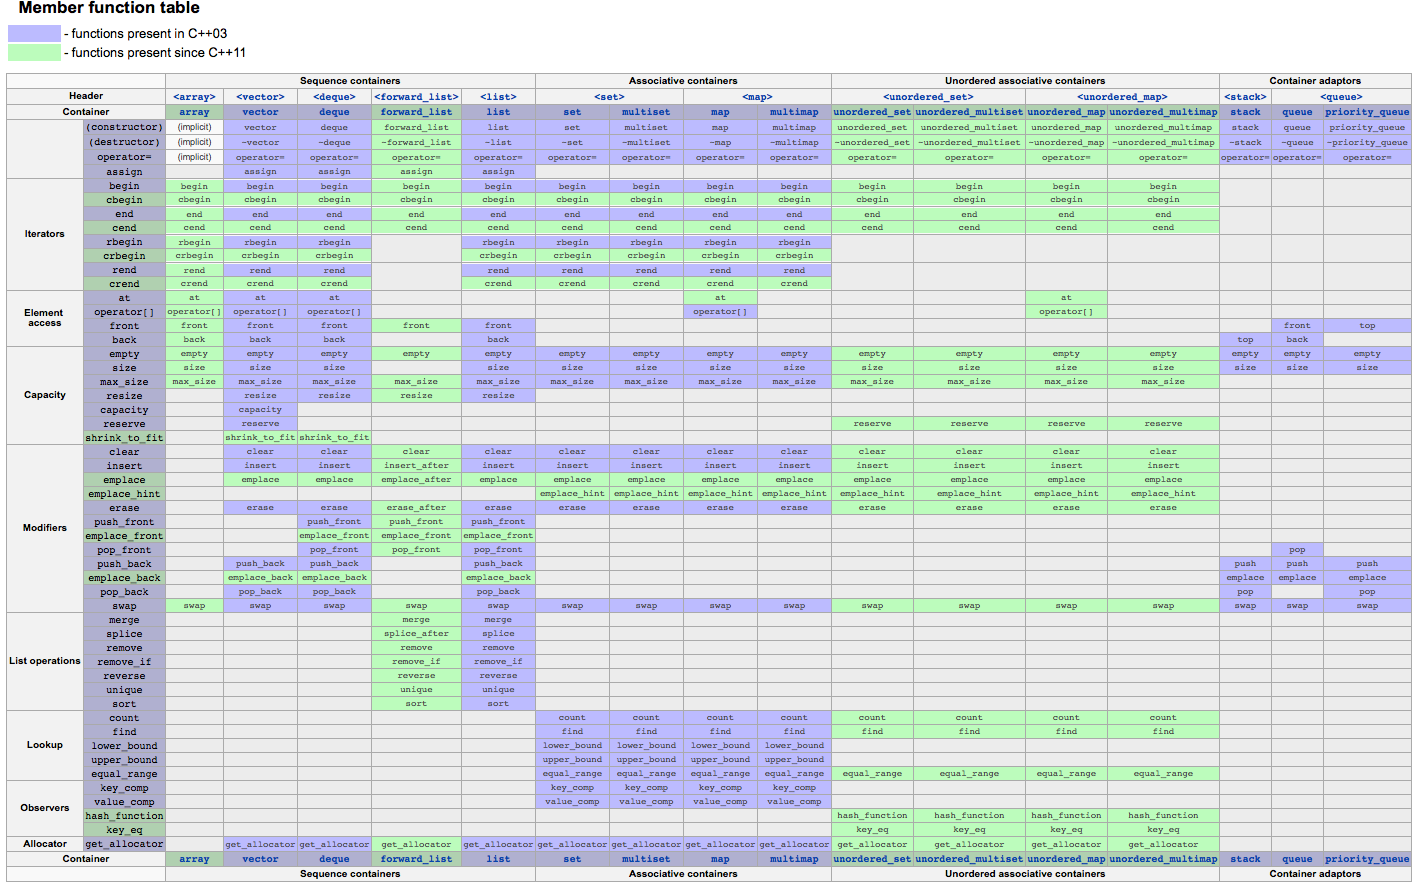 Member function table
- functions present in C++03
- functions present since C++11
Sequence containers Associative containers Unordered associative containers Container adaptors
Header <array> <vector> <deque> <forward_list> <list> <set> <map> <unordered_set> <unordered_map> <stack> <queue>
Container array vector deque forward_list list set multiset map multimap unordered_set unordered_multiset unordered_map unordered_multimap stack queue priority_queue
(constructor) (implicit) vector deque forward_list list set multiset map multimap unordered_set unordered_multiset unordered_map unordered_multimap stack queue priority_queue
(destructor) (implicit) ~vector ~deque ~forward_list ~list ~set ~multiset ~map ~multimap ~unordered_set ~unordered_multiset ~unordered_map ~unordered_multimap ~stack ~queue ~priority_queue
operator= (implicit) operator= operator= operator= operator= operator= operator= operator= operator= operator= operator= operator= operator= operator= operator= operator=
assign assign assign assign assign
Iterators
begin begin begin begin begin begin begin begin begin begin begin begin begin begin
cbegin cbegin cbegin cbegin cbegin cbegin cbegin cbegin cbegin cbegin cbegin cbegin cbegin cbegin
end end end end end end end end end end end end end end
cend cend cend cend cend cend cend cend cend cend cend cend cend cend
rbegin rbegin rbegin rbegin rbegin rbegin rbegin rbegin rbegin
crbegin crbegin crbegin crbegin crbegin crbegin crbegin crbegin crbegin
rend rend rend rend rend rend rend rend rend
crend crend crend crend crend crend crend crend crend
Element access
at at at at at at
operator[] operator[] operator[] operator[] operator[] operator[]
front front front front front front front top
back back back back back top back
Capacity
empty empty empty empty empty empty empty empty empty empty empty empty empty empty empty empty empty
size size size size size size size size size size size size size size size size
max_size max_size max_size max_size max_size max_size max_size max_size max_size max_size max_size max_size max_size max_size
resize resize resize resize resize
capacity capacity
reserve reserve reserve reserve reserve reserve
shrink_to_fit shrink_to_fit shrink_to_fit
Modifiers
clear clear clear clear clear clear clear clear clear clear clear clear clear
insert insert insert insert_after insert insert insert insert insert insert insert insert insert
emplace emplace emplace emplace_after emplace emplace emplace emplace emplace emplace emplace emplace emplace
emplace_hint emplace_hint emplace_hint emplace_hint emplace_hint emplace_hint emplace_hint emplace_hint emplace_hint
erase erase erase erase_after erase erase erase erase erase erase erase erase erase
push_front push_front push_front push_front
emplace_front emplace_front emplace_front emplace_front
pop_front pop_front pop_front pop_front pop
push_back push_back push_back push_back push push push
emplace_back emplace_back emplace_back emplace_back emplace emplace emplace
pop_back pop_back pop_back pop_back pop pop
swap swap swap swap swap swap swap swap swap swap swap swap swap swap swap swap swap
List operations
merge merge merge
splice splice_after splice
remove remove remove
remove_if remove_if remove_if
reverse reverse reverse
unique unique unique
sort sort sort
Lookup
count count count count count count count count count
find find find find find find find find find
lower_bound lower_bound lower_bound lower_bound lower_bound
upper_bound upper_bound upper_bound upper_bound upper_bound
equal_range equal_range equal_range equal_range equal_range equal_range equal_range equal_range equal_range
Observers
key_comp key_comp key_comp key_comp key_comp
value_comp value_comp value_comp value_comp value_comp
hash_function hash_function hash_function hash_function hash_function
key_eq key_eq key_eq key_eq key_eq
Allocator get_allocator get_allocator get_allocator get_allocator get_allocator get_allocator get_allocator get_allocator get_allocator get_allocator get_allocator get_allocator get_allocator
Container array vector deque forward_list list set multiset map multimap unordered_set unordered_multiset unordered_map unordered_multimap stack queue priority_queue
Sequence containers Associative containers Unordered associative containers Container adaptors